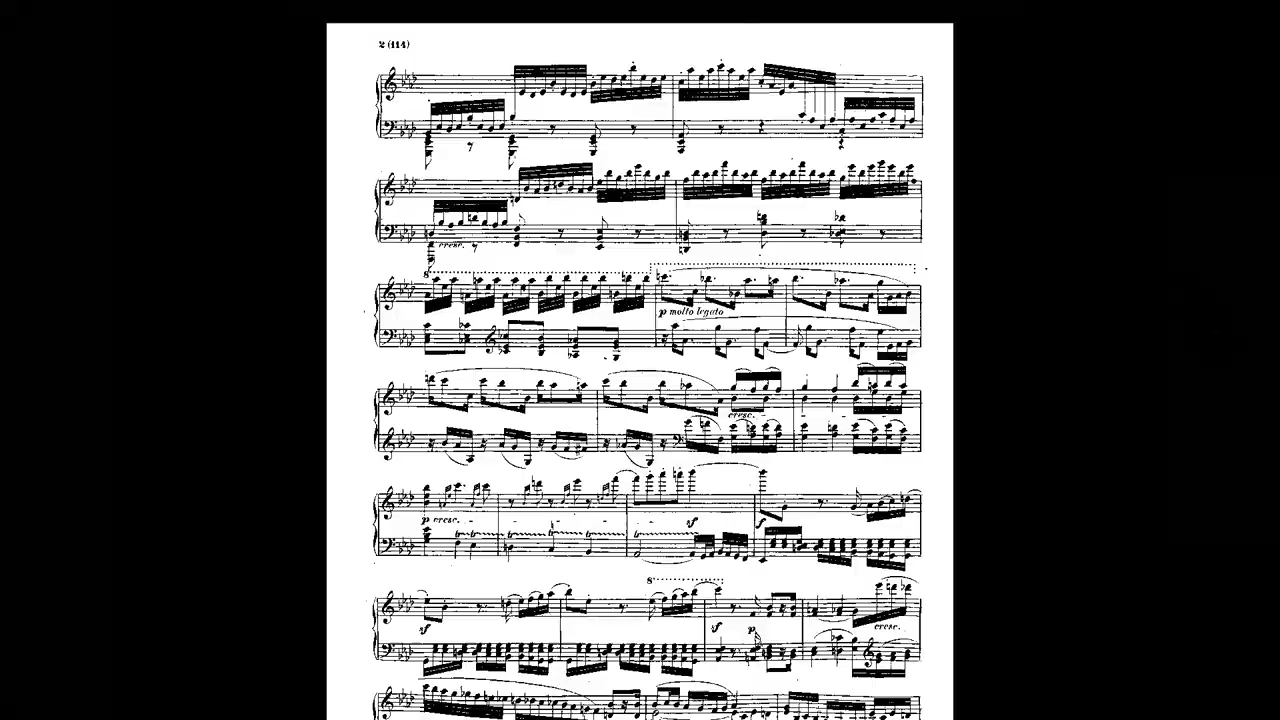 2 (114)
cresc.
8
p molto legato
cresc.
p cresc.
sf
sf
8
sf
sf
p
cresc.